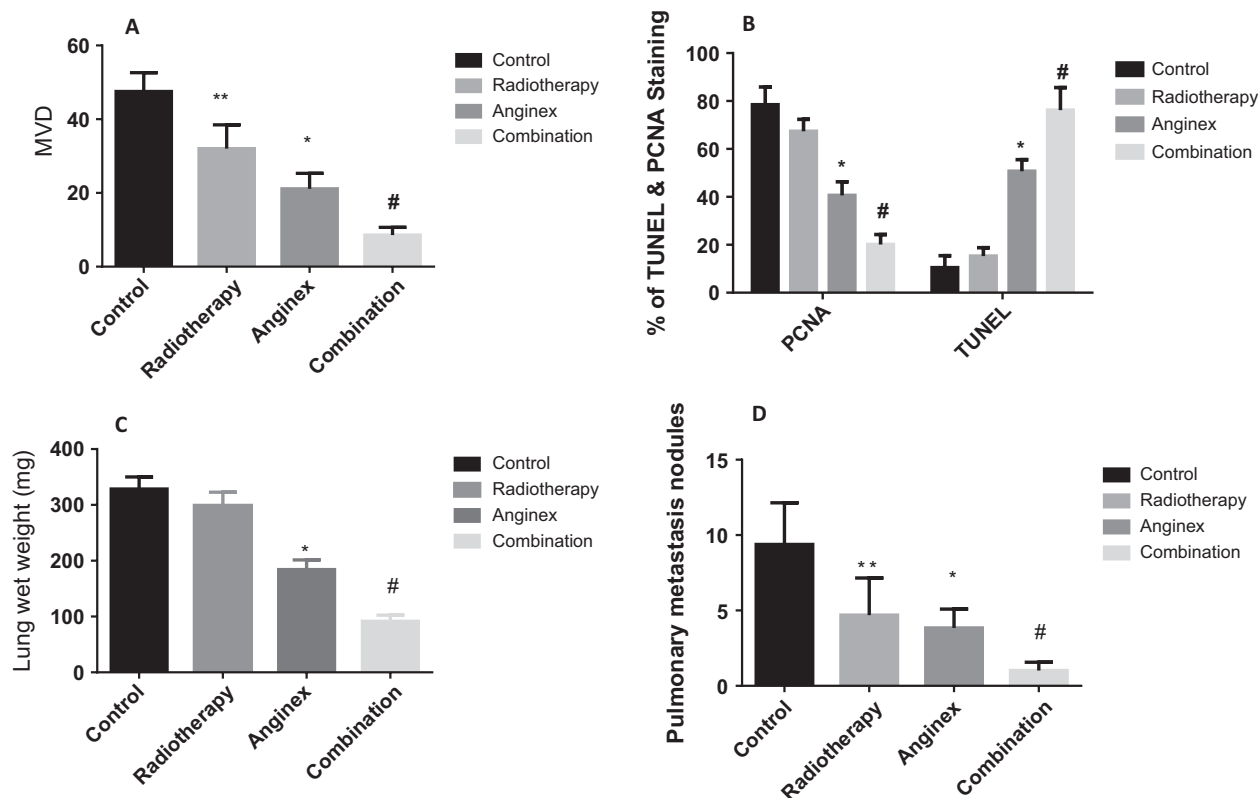 A
MVD
60
40
20
0
**
*
#
Control
Radiotherapy
Anginex
Combination
Control
Radiotherapy
Anginex
Combination
B
% of TUNEL & PCNA Staining
100
80
60
40
20
0
*
#
*
#
PCNA
TUNEL
Control
Radiotherapy
Anginex
Combination
C
Lung wet weight (mg)
400
300
200
100
0
*
#
Control
Radiotherapy
Anginex
Combination
Control
Radiotherapy
Anginex
Combination
D
Pulmonary metastasis nodules
15
10
5
0
**
*
#
Control
Radiotherapy
Anginex
Combination
Control
Radiotherapy
Anginex
Combination